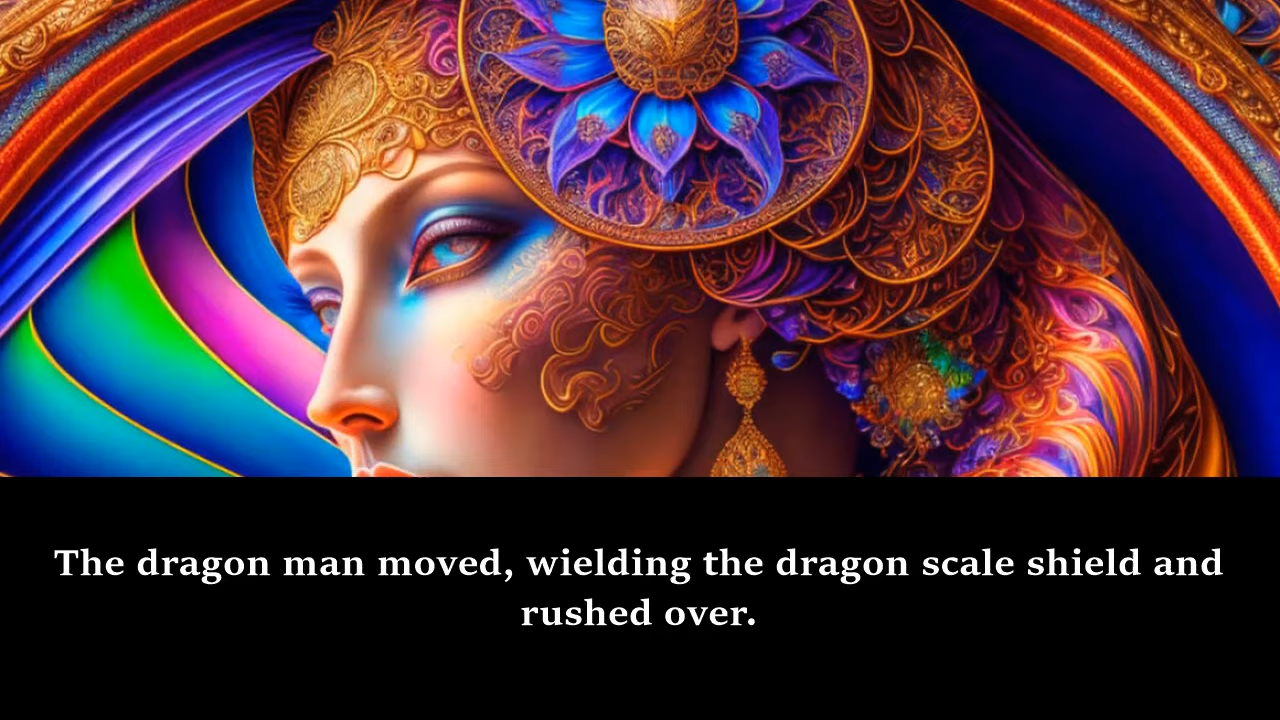 The dragon man moved, wielding the dragon scale shield and
rushed over.